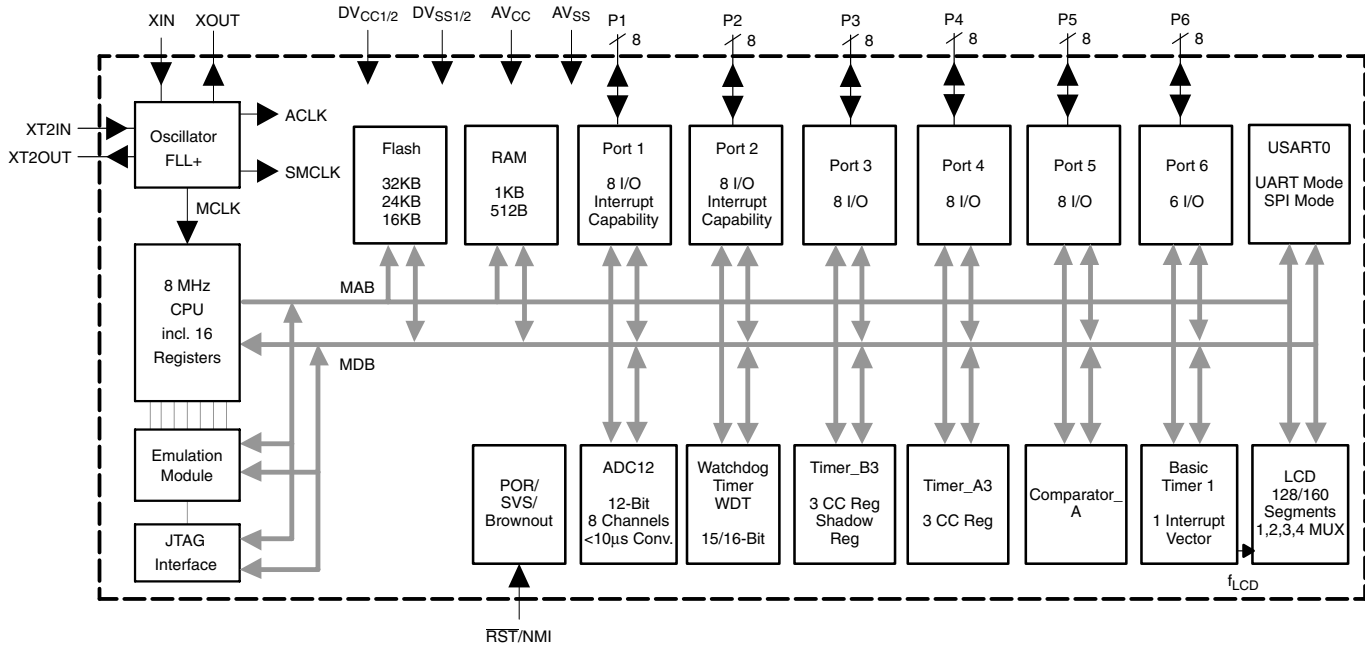 XIN XOUT DVCC1/2 DVSS1/2 AVCC AVSS P1 P2 P3 P4 P5 P6
8 8 8 8 8 8
XT2IN
XT2OUT
Oscillator
FLL+
ACLK
SMCLK
MCLK
8 MHz
CPU
incl. 16
Registers
Flash
32KB
24KB
16KB
RAM
1KB
512B
Port 1
8 I/O
Interrupt
Capability
Port 2
8 I/O
Interrupt
Capability
Port 3
8 I/O
Port 4
8 I/O
Port 5
8 I/O
Port 6
6 I/O
USART0
UART Mode
SPI Mode
MAB
MDB
Emulation
Module
JTAG
Interface
POR/
SVS/
Brownout
ADC12
12-Bit
8 Channels
<10μs Conv.
Watchdog
Timer
WDT
15/16-Bit
Timer_B3
3 CC Reg
Shadow
Reg
Timer_A3
3 CC Reg
Comparator_
A
Basic
Timer 1
1 Interrupt
Vector
LCD
128/160
Segments
1,2,3,4 MUX
fLCD
RST/NMI